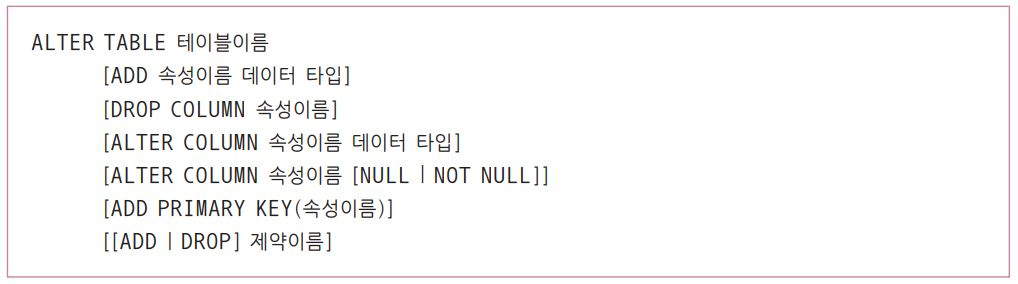 ALTER TABLE 테이블이름
[ADD 속성이름 데이터 타입]
[DROP COLUMN 속성이름]
[ALTER COLUMN 속성이름 데이터 타입]
[ALTER COLUMN 속성이름 [NULL | NOT NULL]]
[ADD PRIMARY KEY(속성이름)]
[[ADD | DROP] 제약이름]